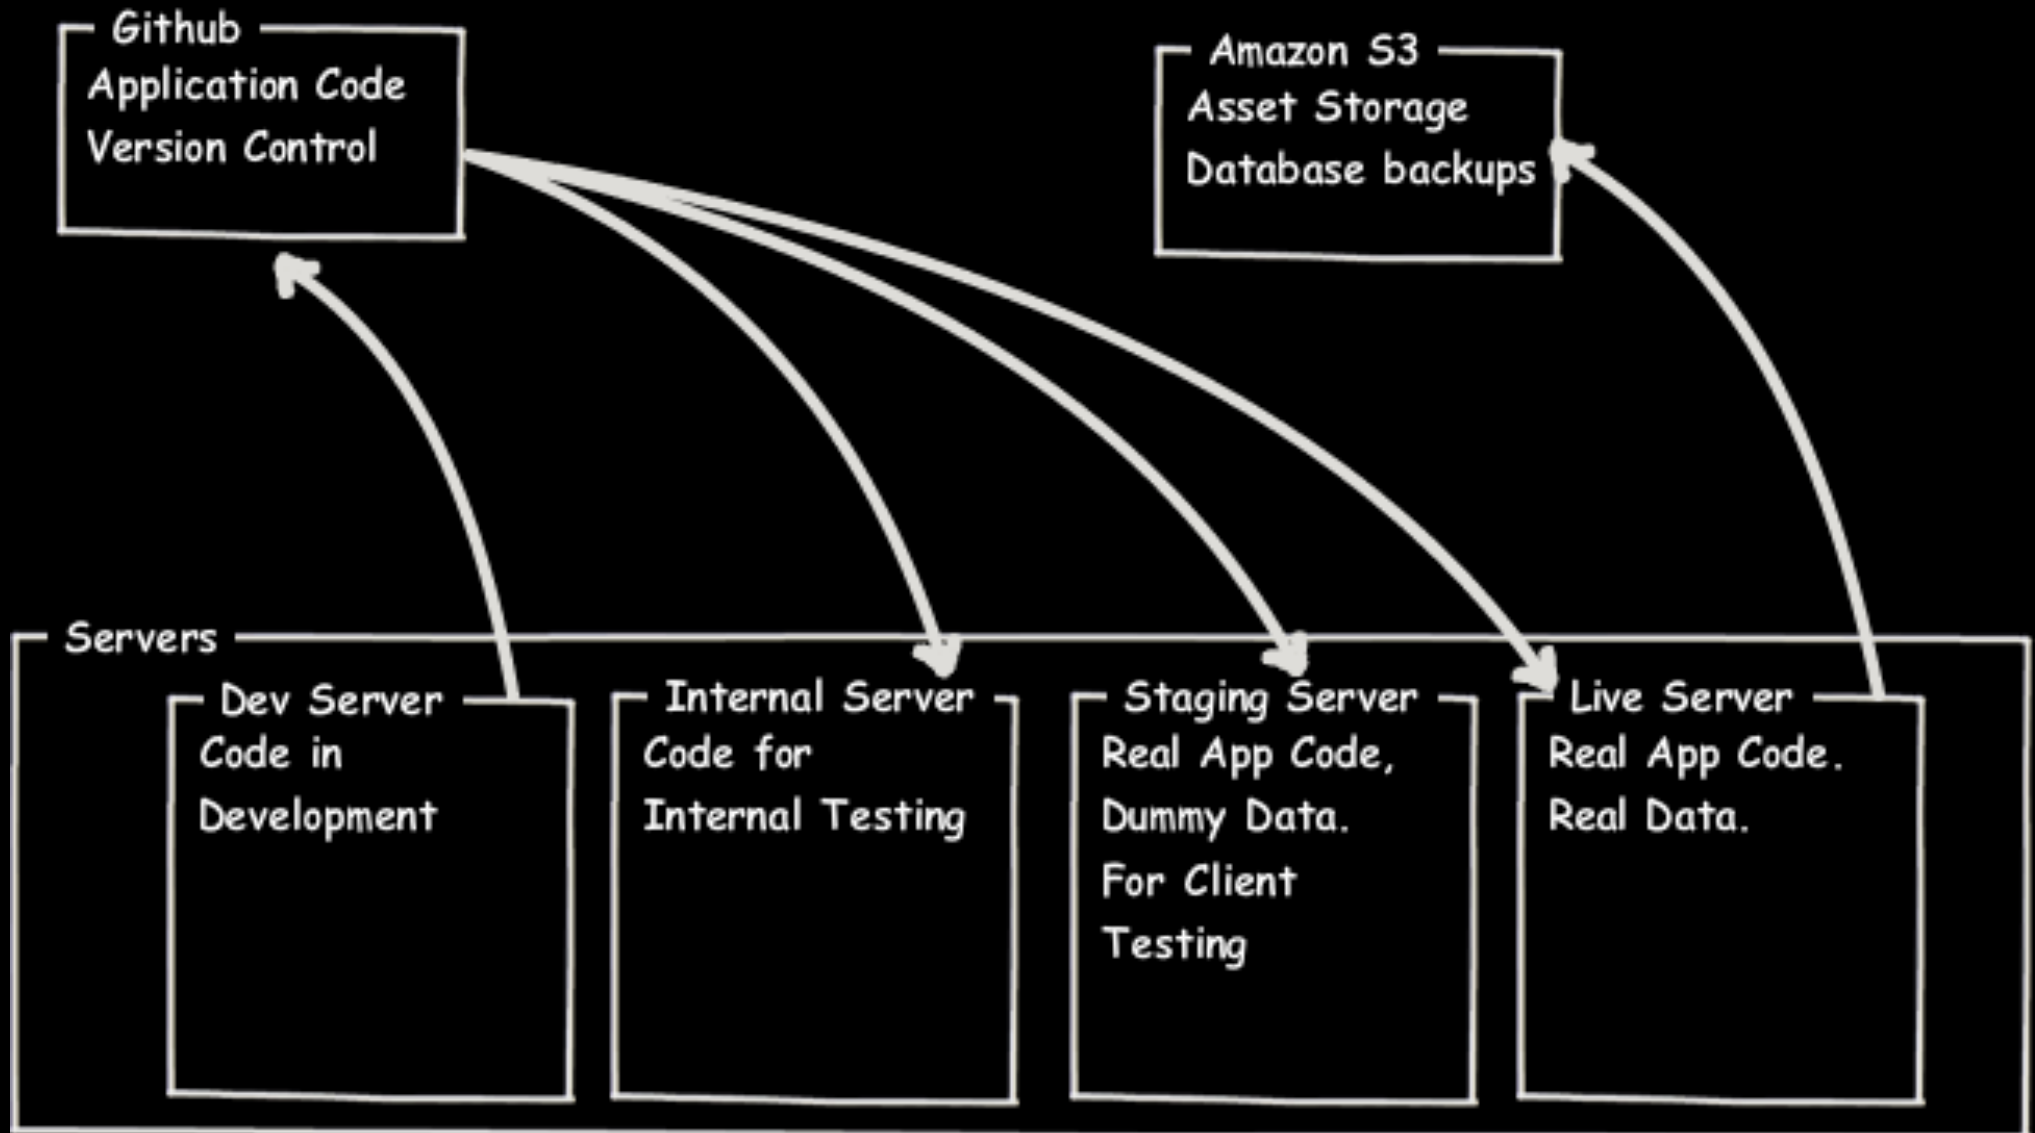 Github
Application Code
Version Control
Amazon S3
Asset Storage
Database backups
Servers
Dev Server
Code in
Development
Internal Server
Code for
Internal Testing
Staging Server
Real App Code,
Dummy Data.
For Client
Testing
Live Server
Real App Code.
Real Data.